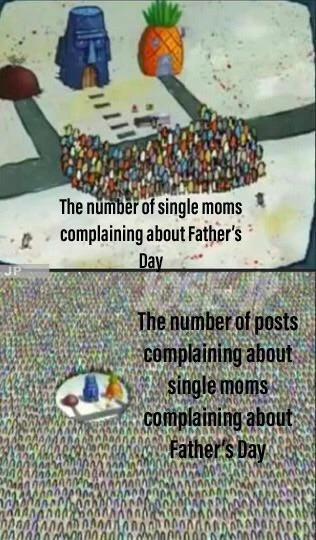 The number of single moms
complaining about Father's
Day
JP
The number of posts
complaining about
single moms
complaining about
Father's Day